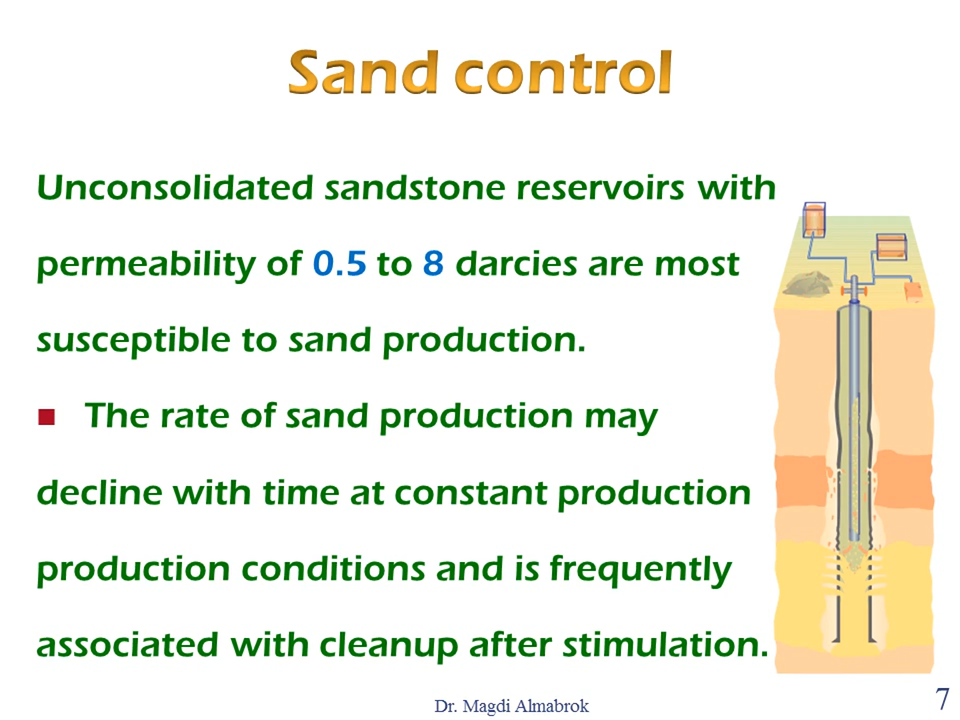 Sand control
Unconsolidated sandstone reservoirs with
permeability of 0.5 to 8 darcies are most
susceptible to sand production.
■ The rate of sand production may
decline with time at constant production
production conditions and is frequently
associated with cleanup after stimulation.
Dr. Magdi Almabrok
7